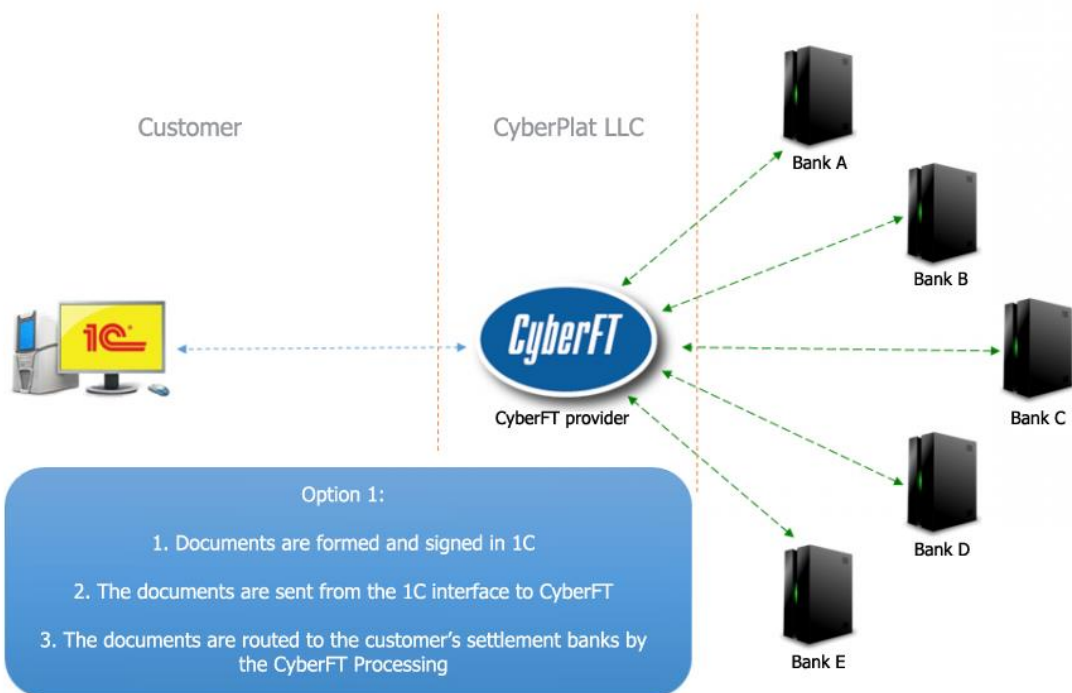 Customer
CyberPlat LLC
Bank A
Bank B
1C
CyberFT
CyberFT provider
Bank C
Bank D
Bank E
Option 1:
1. Documents are formed and signed in 1C
2. The documents are sent from the 1C interface to CyberFT
3. The documents are routed to the customer’s settlement banks by
the CyberFT Processing